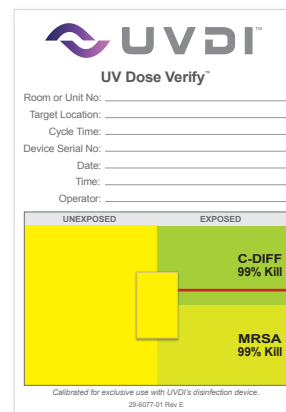 UVDI™
UV Dose Verify™
Room or Unit No:
Target Location:
Cycle Time:
Device Serial No:
Date:
Time:
Operator:
UNEXPOSED EXPOSED
C-DIFF
99% Kill
MRSA
99% Kill
Calibrated for exclusive use with UVDI's disinfection device.
29-6077-01 Rev E